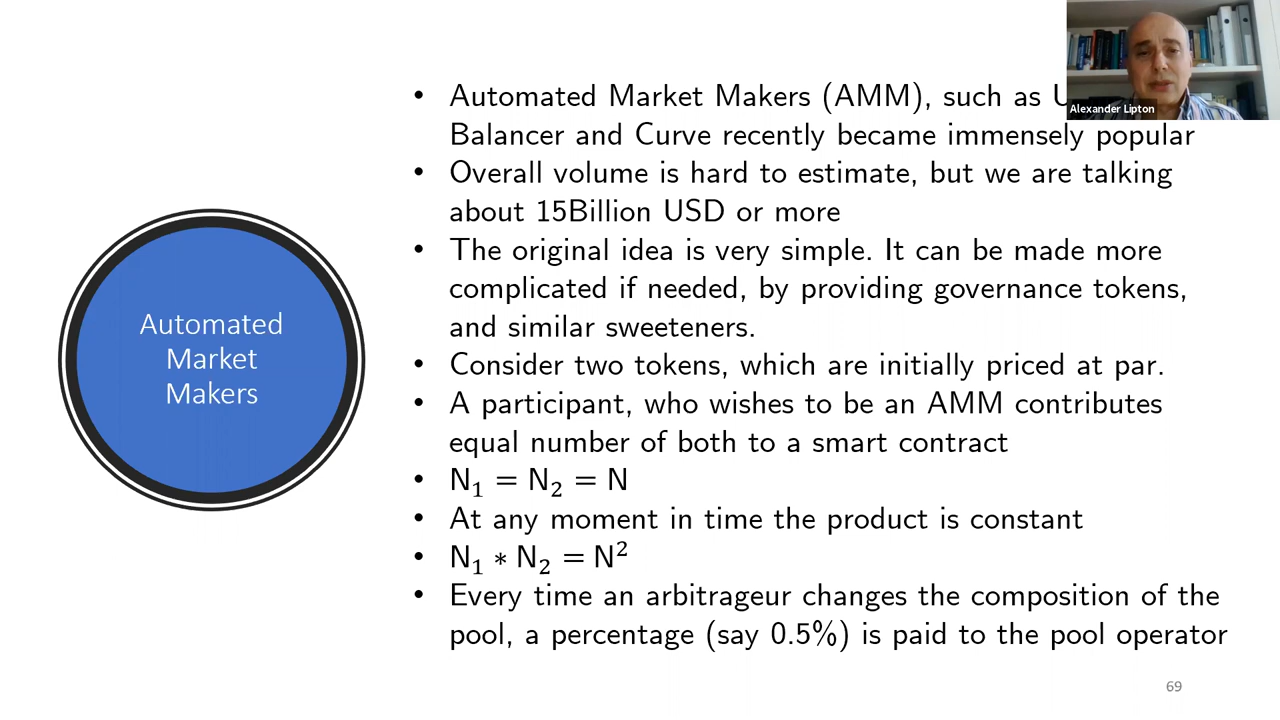 Alexander Lipton
Automated Market Makers (AMM), such as
Balancer and Curve recently became immensely popular
Overall volume is hard to estimate, but we are talking
about 15Billion USD or more
The original idea is very simple. It can be made more
complicated if needed, by providing governance tokens,
and similar sweeteners.
Consider two tokens, which are initially priced at par.
A participant, who wishes to be an AMM contributes
equal number of both to a smart contract
N₁ = N₂ = N
At any moment in time the product is constant
N₁ ∗ N₂ = N²
Every time an arbitrageur changes the composition of the
pool, a percentage (say 0.5%) is paid to the pool operator
Automated
Market
Makers
69